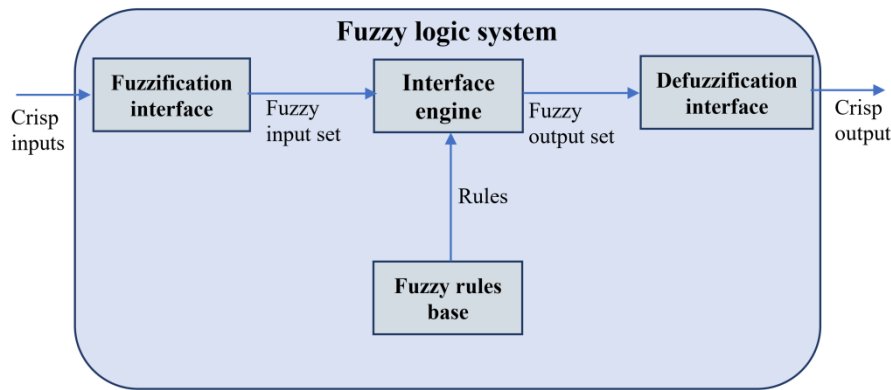 Fuzzy logic system
Fuzzification
interface
Interface
engine
Defuzzification
interface
Crisp
inputs
Fuzzy
input set
Fuzzy
output set
Crisp
output
Rules
Fuzzy rules
base